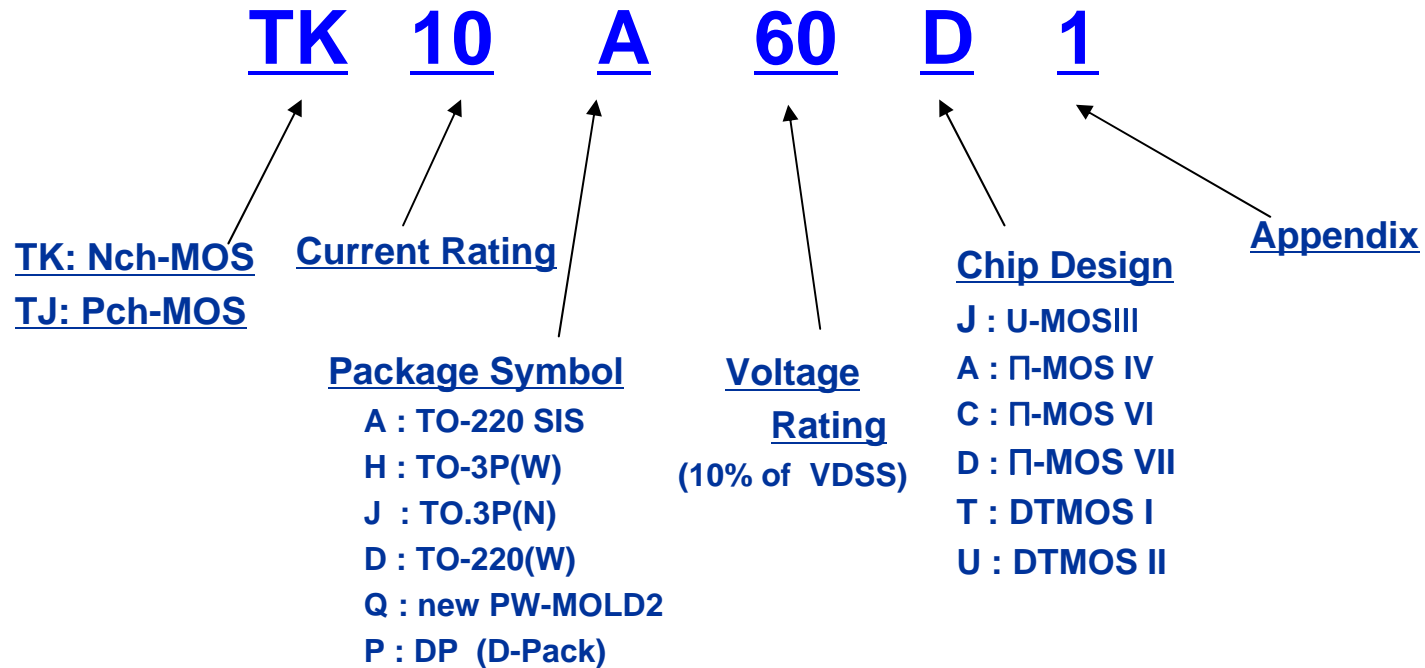 TK 10 A 60 D 1
TK: Nch-MOS
TJ: Pch-MOS
Current Rating
Package Symbol
A : TO-220 SIS
H : TO-3P(W)
J : TO.3P(N)
D : TO-220(W)
Q : new PW-MOLD2
P : DP (D-Pack)
Voltage
Rating
(10% of VDSS)
Chip Design
J : U-MOSIII
A : Π-MOS IV
C : Π-MOS VI
D : Π-MOS VII
T : DTMOS I
U : DTMOS II
Appendix